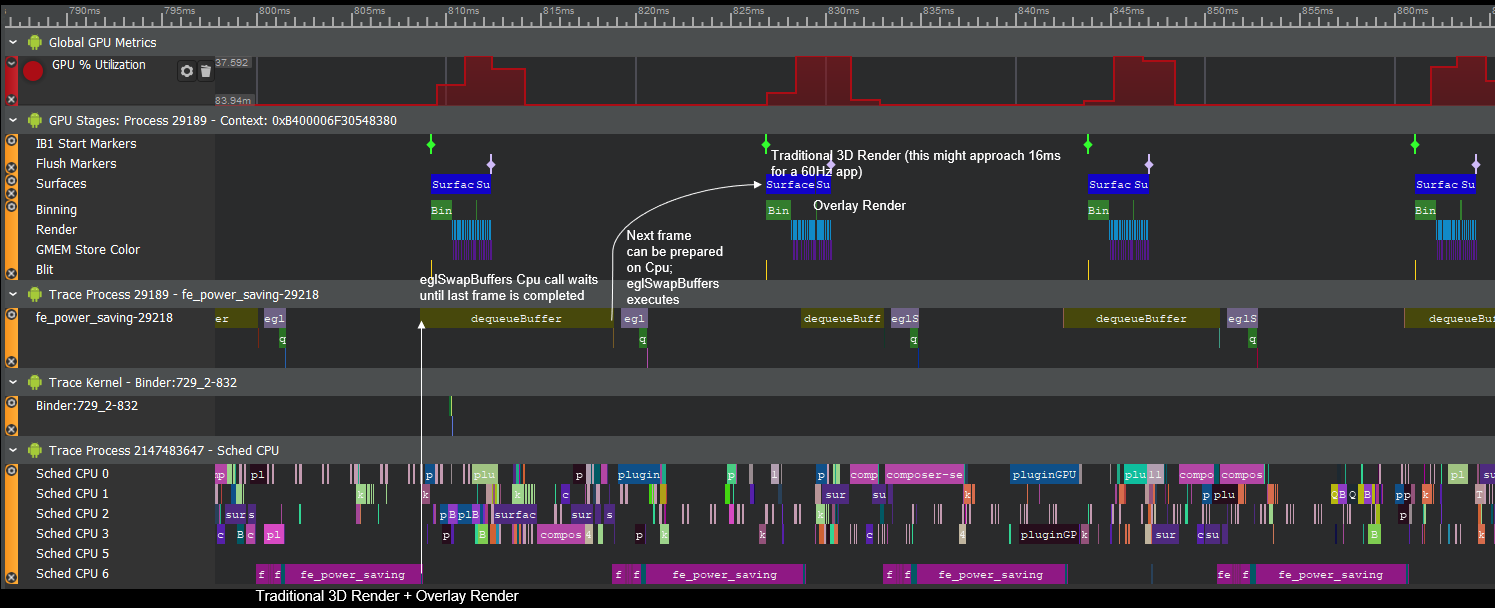 790ms 795ms 800ms 805ms 810ms 815ms 820ms 825ms 830ms 835ms 840ms 845ms 850ms 855ms 860ms
Global GPU Metrics
GPU % Utilization
37.592
83.94m
GPU Stages: Process 29189 - Context: 0xB400006F30548380
IB1 Start Markers
Flush Markers
Traditional 3D Render (this might approach 16ms
for a 60Hz app)
Surfaces
Surfac Su Surface Su Surfac Su Surfac Su
Overlay Render
Binning
Bin Bin Bin Bin
Render
GMEM Store Color
Blit
Next frame
can be prepared
on Cpu;
eglSwapBuffers
executes
eglSwapBuffers Cpu call waits
until last frame is completed
Trace Process 29189 - fe_power_saving-29218
fe_power_saving-29218
er egl dequeueBuffer egl dequeueBuff eglS dequeueBuffer eglS dequeueBu
q q q q
Trace Kernel - Binder:729_2-832
Binder:729_2-832
Trace Process 2147483647 - Sched CPU
Sched CPU 0
mp pl p plu p plugin p l p comp composer-se pluginGPU plu ll compo compos pl su
Sched CPU 1
k k k c sur su k p plu Q B Q B pp k T
Sched CPU 2
sur s p B pl B surfac sur s k p
Sched CPU 3
c B c pl p B compos 4 p k k c 4 pluginGP k sur c su B k
Sched CPU 5
Sched CPU 6
f f fe_power_saving f f fe_power_saving f f fe_power_saving fe f fe_power_saving
Traditional 3D Render + Overlay Render